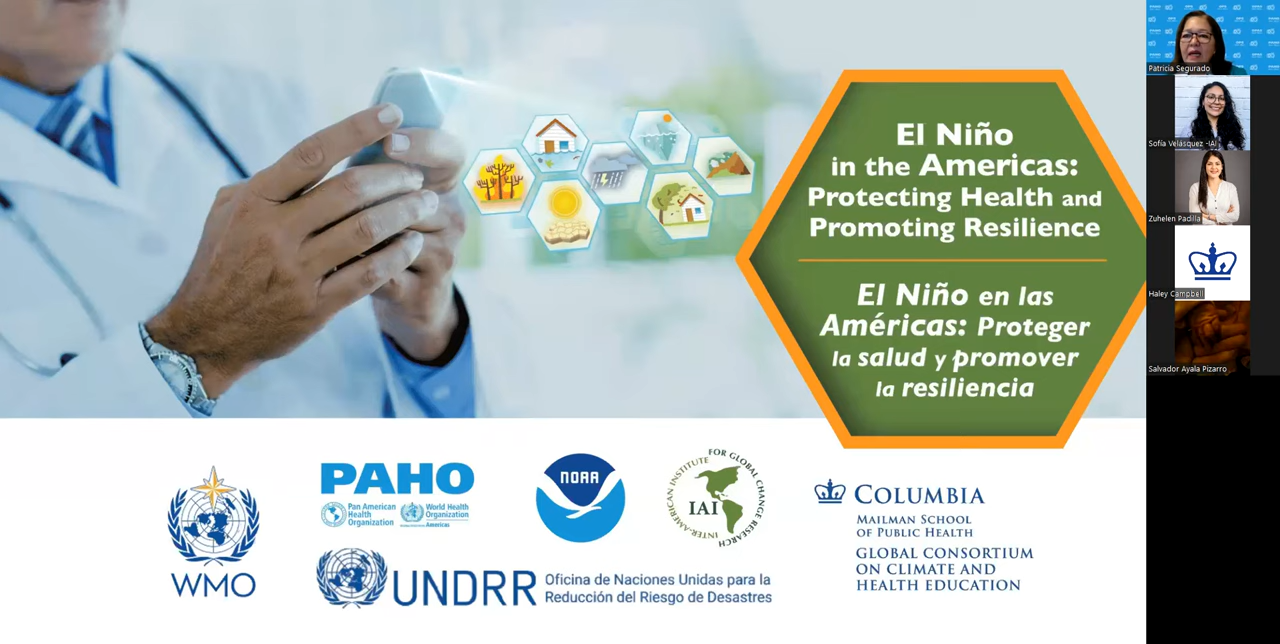 El Niño
in the Americas:
Protecting Health and
Promoting Resilience
El Niño en las
Américas: Proteger
la salud y promover
la resiliencia
WMO
PAHO
Pan American
Health
Organization
World Health
Organization
Americas
NOAA
INTER-AMERICAN INSTITUTE FOR GLOBAL CHANGE RESEARCH
IAI
COLUMBIA
MAILMAN SCHOOL
OF PUBLIC HEALTH
GLOBAL CONSORTIUM
ON CLIMATE AND
HEALTH EDUCATION
UNDRR
Oficina de Naciones Unidas para la
Reducción del Riesgo de Desastres
Patricia Segurado
Sofía Velásquez -IAI
Zuhelen Padilla
Haley Campbell
Salvador Ayala Pizarro